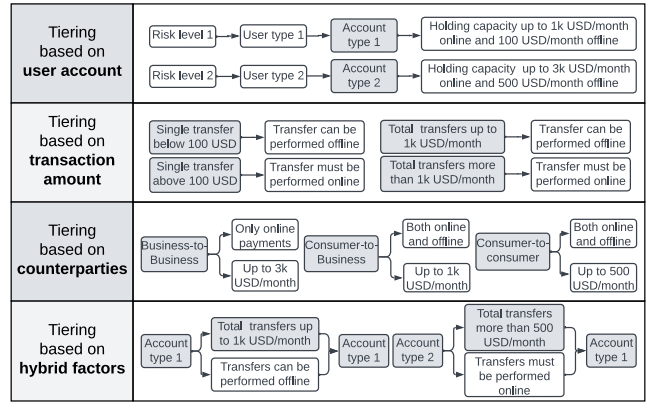 Tiering
based on
user account
Risk level 1
User type 1
Account
type 1
Holding capacity up to 1k USD/month
online and 100 USD/month offline
Risk level 2
User type 2
Account
type 2
Holding capacity up to 3k USD/month
online and 500 USD/month offline
Tiering
based on
transaction
amount
Single transfer
below 100 USD
Transfer can be
performed offline
Total transfers up to
1k USD/month
Transfer can be
performed offline
Single transfer
above 100 USD
Transfer must be
performed online
Total transfers more
than 1k USD/month
Transfer must be
performed online
Tiering
based on
counterparties
Business-to-
Business
Only online
payments
Up to 3k
USD/month
Consumer-to-
Business
Both online
and offline
Up to 1k
USD/month
Consumer-to-
consumer
Both online
and offline
Up to 500
USD/month
Tiering
based on
hybrid factors
Account
type 1
Total transfers up
to 1k USD/month
Transfers can be
performed offline
Account
type 1
Account
type 2
Total transfers
more than 500
USD/month
Transfers must
be performed
online
Account
type 1